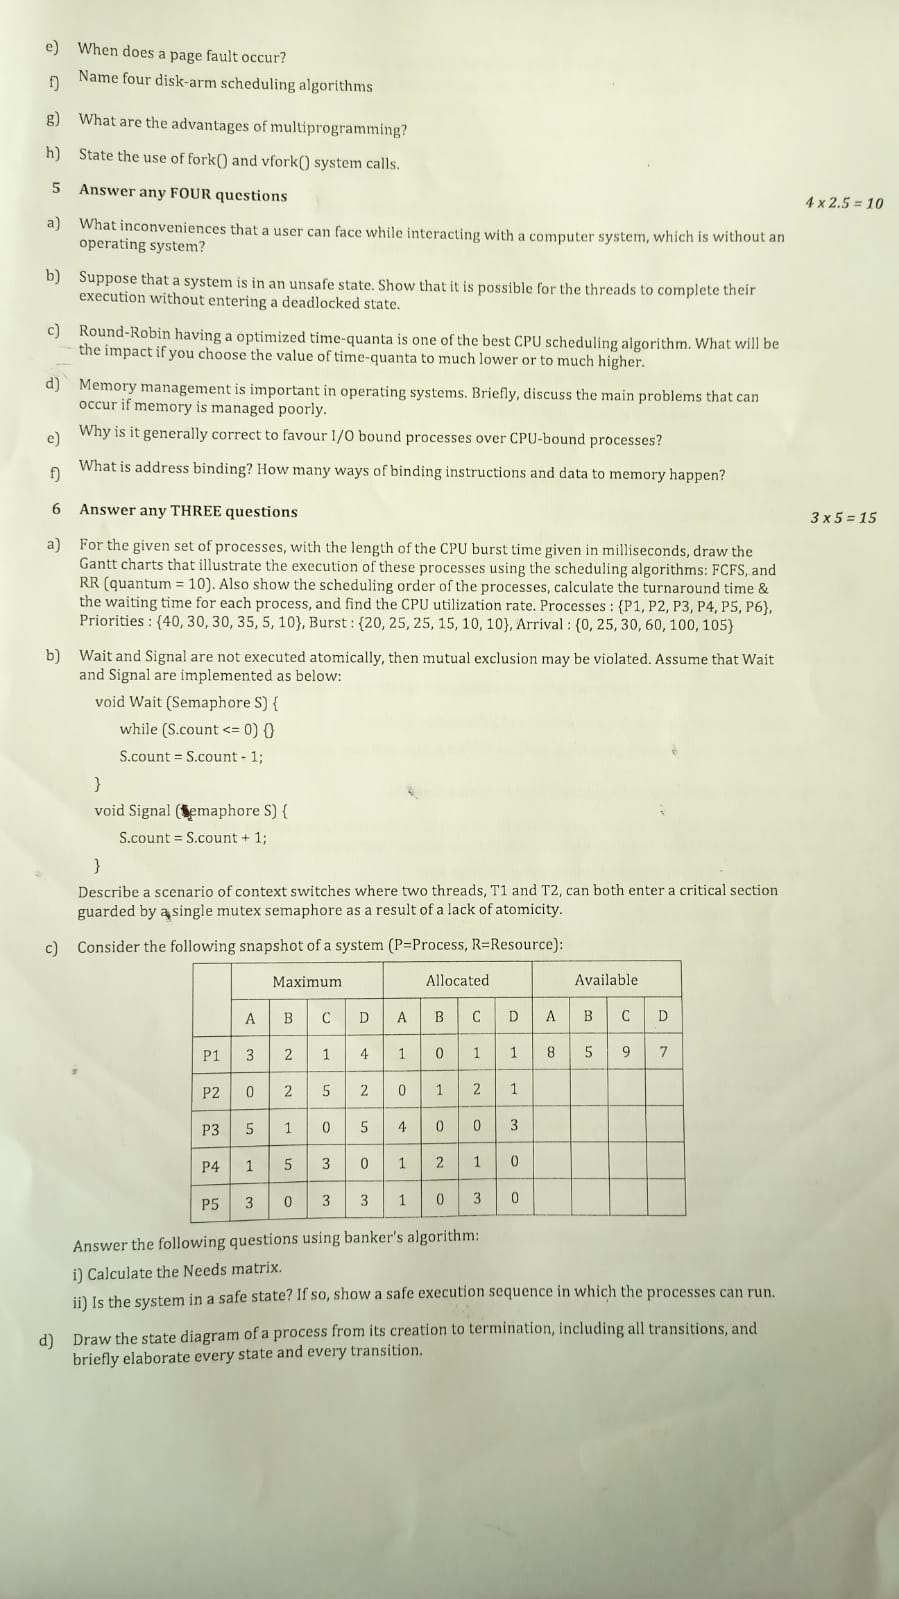 e) When does a page fault occur?
f) Name four disk-arm scheduling algorithms
g) What are the advantages of multiprogramming?
h) State the use of fork() and vfork() system calls.
5 Answer any FOUR questions 4 x 2.5 = 10
a) What inconveniences that a user can face while interacting with a computer system, which is without an
operating system?
b) Suppose that a system is in an unsafe state. Show that it is possible for the threads to complete their
execution without entering a deadlocked state.
c) Round-Robin having a optimized time-quanta is one of the best CPU scheduling algorithm. What will be
the impact if you choose the value of time-quanta to much lower or to much higher.
d) Memory management is important in operating systems. Briefly, discuss the main problems that can
occur if memory is managed poorly.
e) Why is it generally correct to favour I/O bound processes over CPU-bound processes?
f) What is address binding? How many ways of binding instructions and data to memory happen?
6 Answer any THREE questions 3 x 5 = 15
a) For the given set of processes, with the length of the CPU burst time given in milliseconds, draw the
Gantt charts that illustrate the execution of these processes using the scheduling algorithms: FCFS, and
RR (quantum = 10). Also show the scheduling order of the processes, calculate the turnaround time &
the waiting time for each process, and find the CPU utilization rate. Processes : {P1, P2, P3, P4, P5, P6},
Priorities : {40, 30, 30, 35, 5, 10}, Burst : {20, 25, 25, 15, 10, 10}, Arrival : {0, 25, 30, 60, 100, 105}
b) Wait and Signal are not executed atomically, then mutual exclusion may be violated. Assume that Wait
and Signal are implemented as below:
void Wait (Semaphore S) {
while (S.count <= 0) {}
S.count = S.count - 1;
}
void Signal (Semaphore S) {
S.count = S.count + 1;
}
Describe a scenario of context switches where two threads, T1 and T2, can both enter a critical section
guarded by a single mutex semaphore as a result of a lack of atomicity.
c) Consider the following snapshot of a system (P=Process, R=Resource):
Maximum Allocated Available
A B C D A B C D A B C D
P1 3 2 1 4 1 0 1 1 8 5 9 7
P2 0 2 5 2 0 1 2 1
P3 5 1 0 5 4 0 0 3
P4 1 5 3 0 1 2 1 0
P5 3 0 3 3 1 0 3 0
Answer the following questions using banker's algorithm:
i) Calculate the Needs matrix.
ii) Is the system in a safe state? If so, show a safe execution sequence in which the processes can run.
d) Draw the state diagram of a process from its creation to termination, including all transitions, and
briefly elaborate every state and every transition.